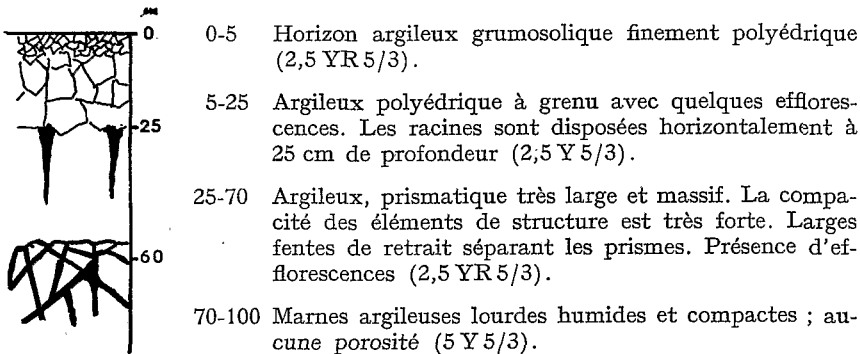 0
0-5 Horizon argileux grumosolique finement polyédrique
(2,5 YR 5/3).
5-25 Argileux polyédrique à grenu avec quelques efflores-
cences. Les racines sont disposées horizontalement à
25
25 cm de profondeur (2;5 Y 5/3).
25-70 Argileux, prismatique très large et massif. La compa-
cité des éléments de structure est très forte. Larges
fentes de retrait séparant les prismes. Présence d'ef-
60
florescences (2,5 YR 5/3).
70-100 Marnes argileuses lourdes humides et compactes ; au-
cune porosité (5 Y 5/3).